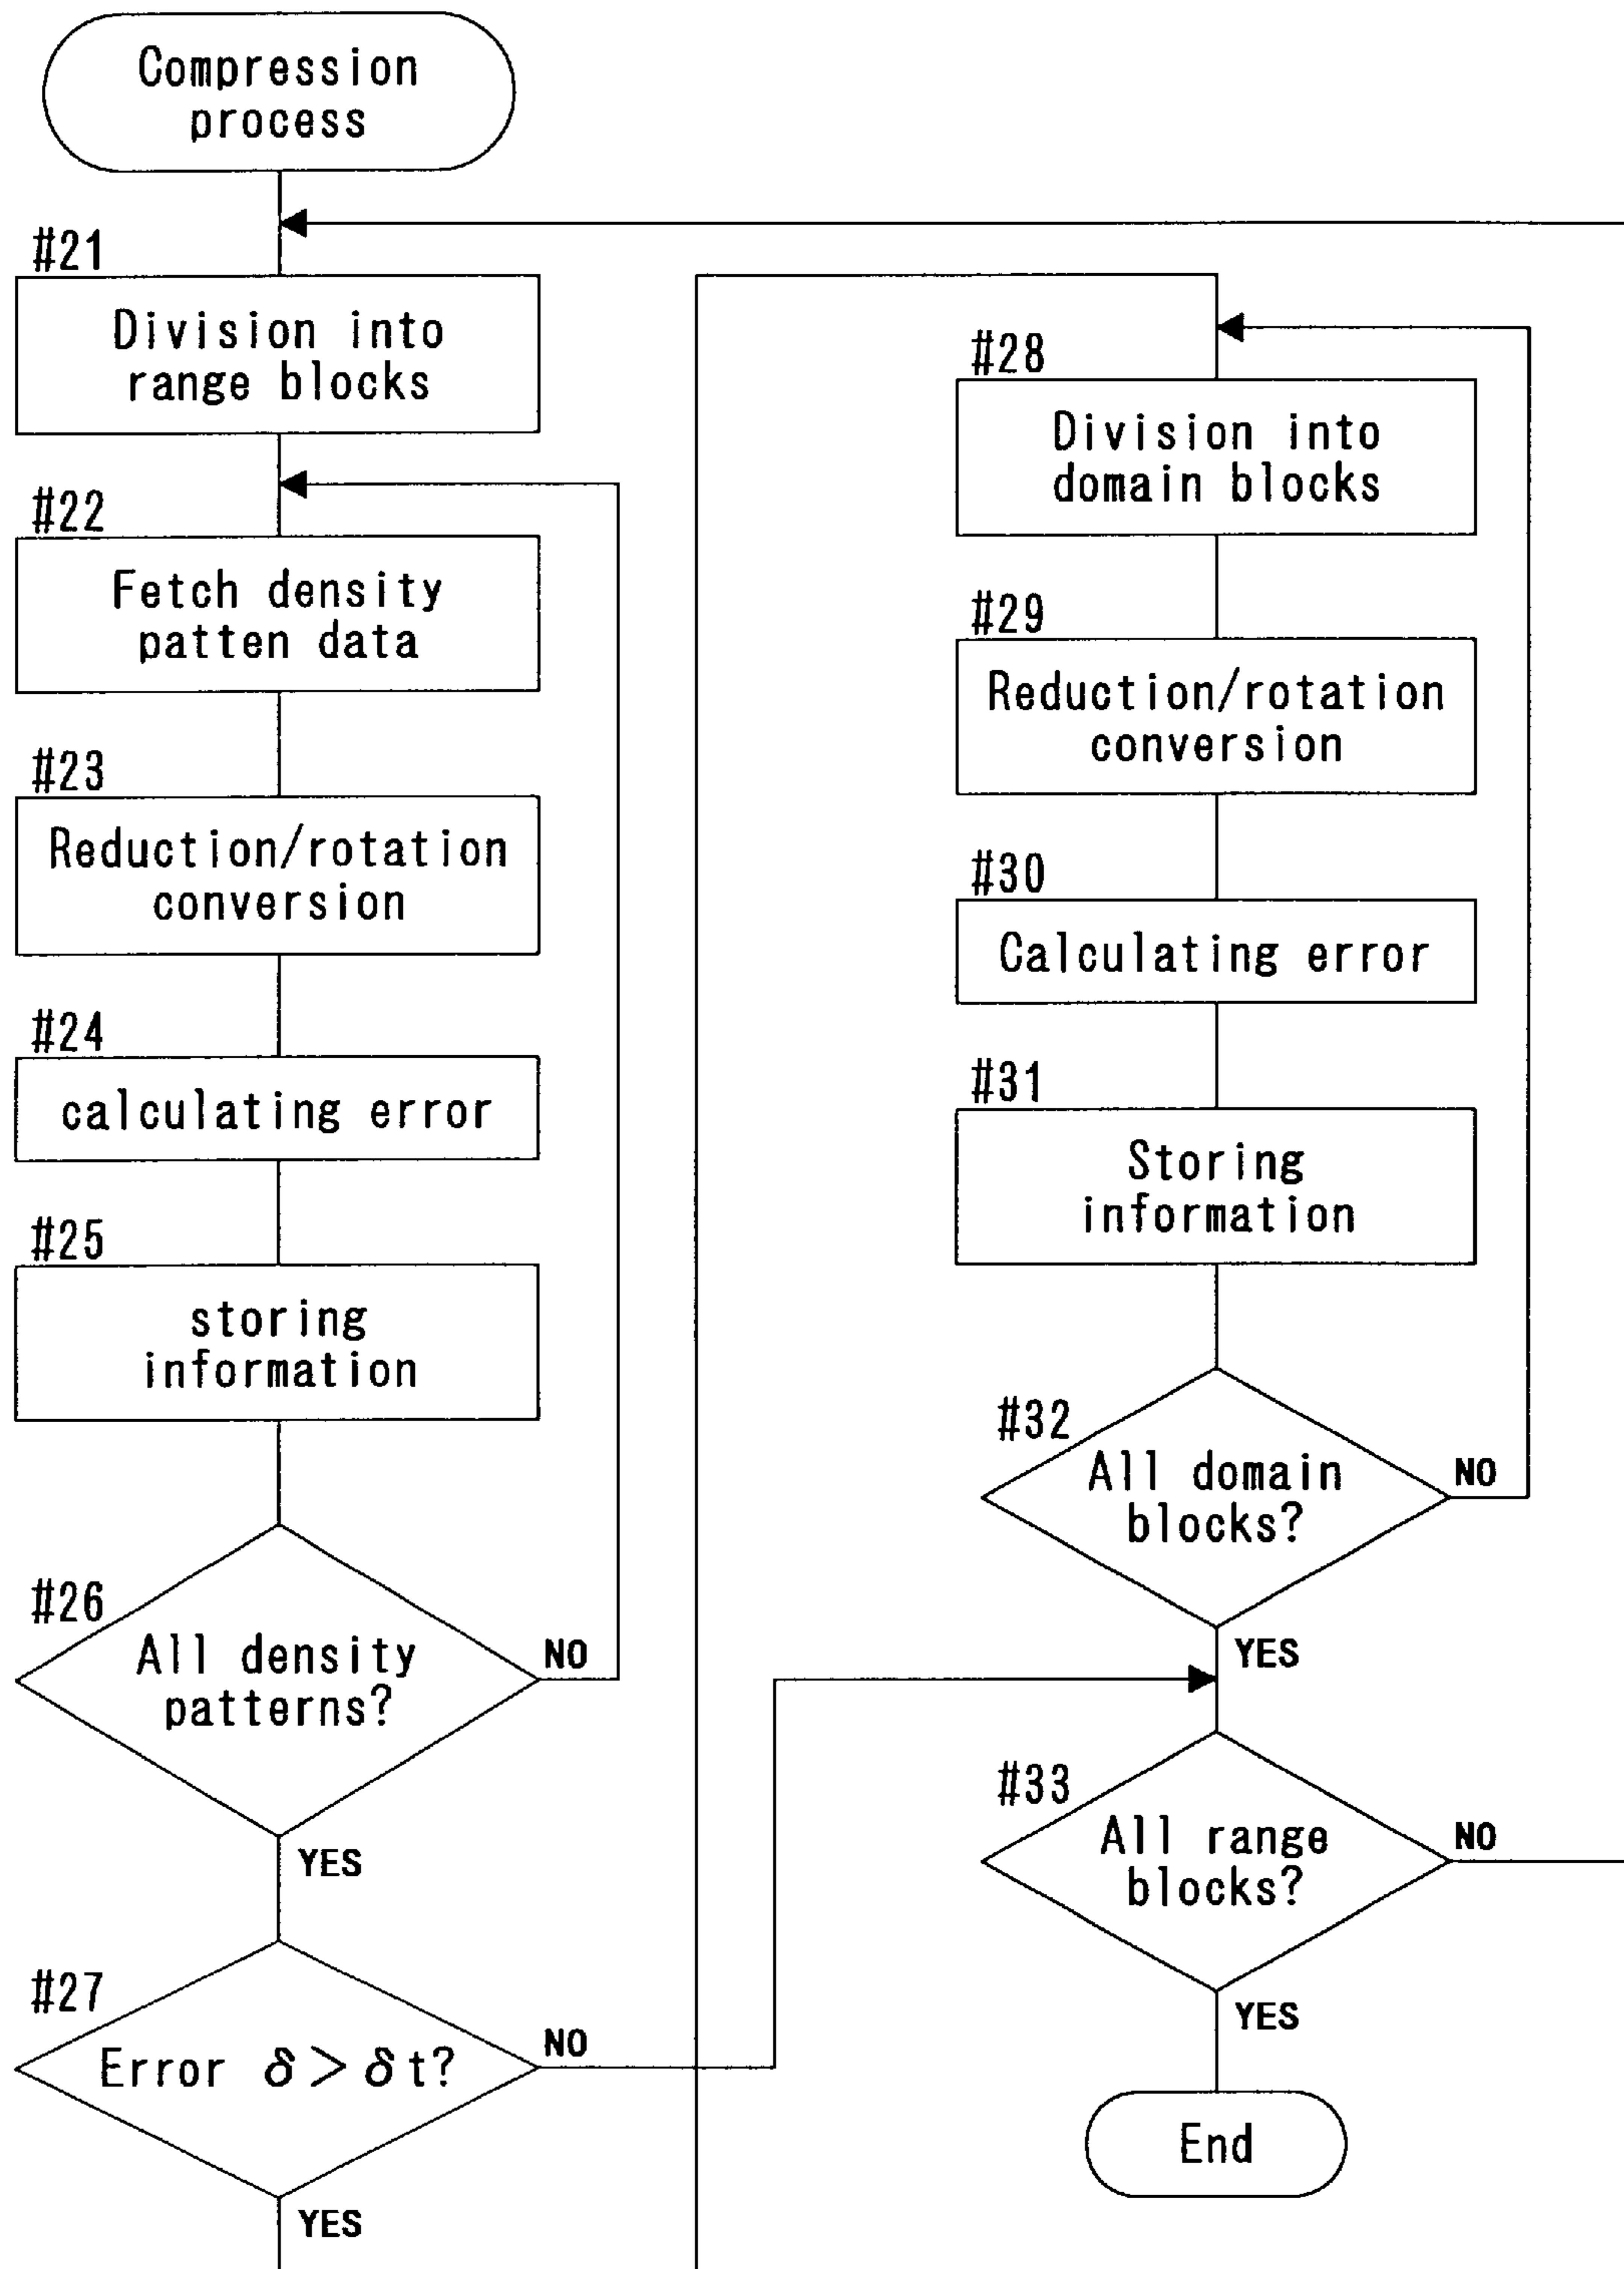 Compression
process
#21
Division into
range blocks
#22
Fetch density
patten data
#23
Reduction/rotation
conversion
#24
calculating error
#25
storing
information
#26
All density
patterns?
NO
YES
#27
Error δ > δt?
NO
YES
#28
Division into
domain blocks
#29
Reduction/rotation
conversion
#30
Calculating error
#31
Storing
information
#32
All domain
blocks?
NO
YES
#33
All range
blocks?
NO
YES
End